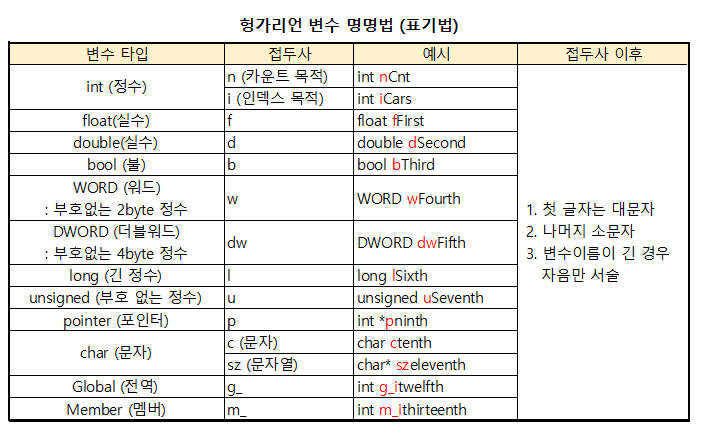 헝가리언 변수 명명법 (표기법)
변수 타입 접두사 예시 접두사 이후
int (정수) n (카운트 목적) int nCnt
i (인덱스 목적) int iCars
float(실수) f float fFirst
double(실수) d double dSecond
bool (불) b bool bThird
WORD (워드)
: 부호없는 2byte 정수 w WORD wFourth
DWORD (더블워드)
: 부호없는 4byte 정수 dw DWORD dwFifth
long (긴 정수) l long lSixth
unsigned (부호 없는 정수) u unsigned uSeventh
pointer (포인터) p int *pninth
char (문자) c (문자) char ctenth
sz (문자열) char* szeleventh
Global (전역) g_ int g_itwelfth
Member (멤버) m_ int m_ithirteenth
1. 첫 글자는 대문자
2. 나머지 소문자
3. 변수이름이 긴 경우
자음만 서술